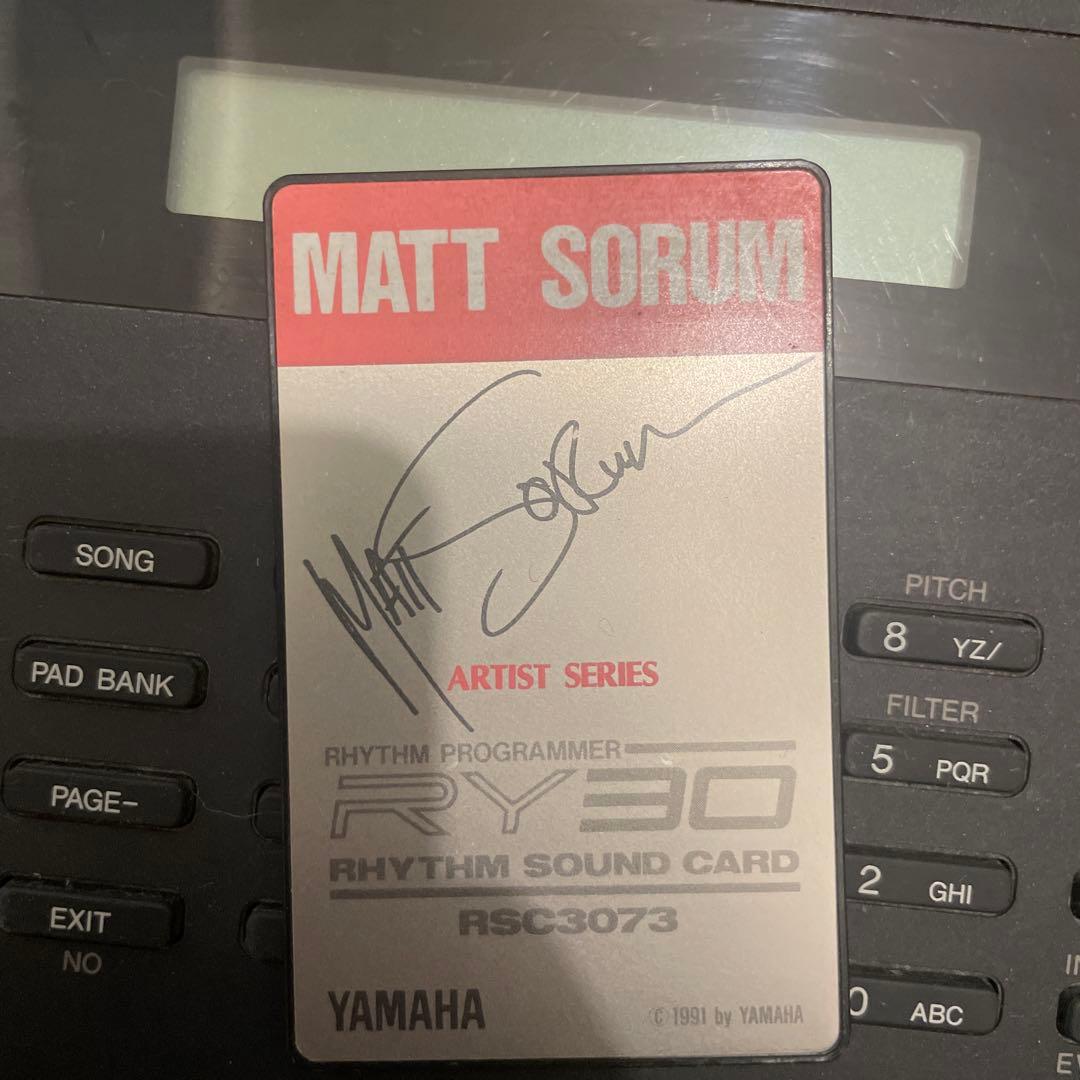 MATT SORUM
MATT SORUM
ARTIST SERIES
RHYTHM PROGRAMMER
RY30
RHYTHM SOUND CARD
RSC3073
YAMAHA
© 1991 by YAMAHA
SONG
PAD BANK
PAGE-
EXIT
NO
PITCH
8 YZ/
FILTER
5 PQR
2 GHI
0 ABC